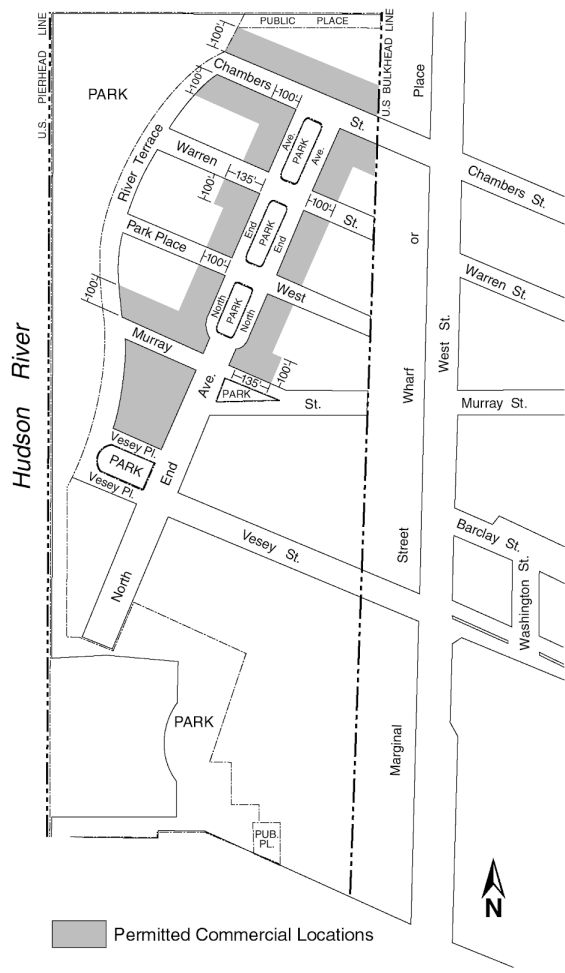 PUBLIC PLACE
U.S. PIERHEAD LINE
U.S BULKHEAD LINE
100'
PARK
100'
Chambers
100'
St.
Place
Ave.
PARK
Ave.
River Terrace
Warren
135'
100'
100'
St.
Chambers St.
Park Place
100'
End
PARK
End
or
Warren St.
100'
North
PARK
North
West
Murray
Hudson River
West St.
135'
100'
PARK
Ave.
St.
Wharf
Murray St.
Vesey Pl.
PARK
Vesey Pl.
End
Vesey St.
Street
Barclay St.
Washington St.
North
PARK
Marginal
PUB.
PL.
N
Permitted Commercial Locations